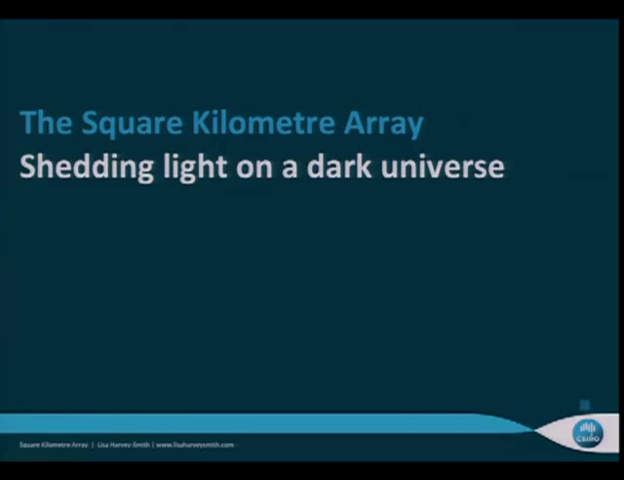 The Square Kilometre Array
Shedding light on a dark universe
Square Kilometre Array | Lisa Harvey-Smith | www.lisaharveysmith.com
CSIRO